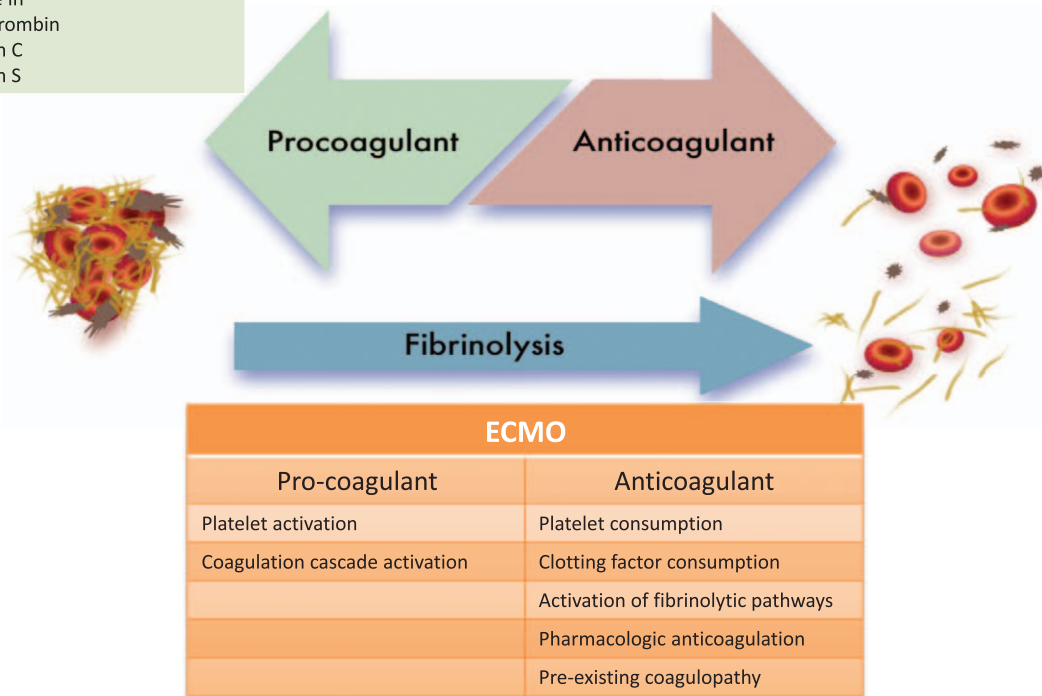 C
S
Procoagulant
Anticoagulant
Fibrinolysis
ECMO
Pro-coagulant
Anticoagulant
Platelet activation
Platelet consumption
Coagulation cascade activation
Clotting factor consumption
Activation of fibrinolytic pathways
Pharmacologic anticoagulation
Pre-existing coagulopathy